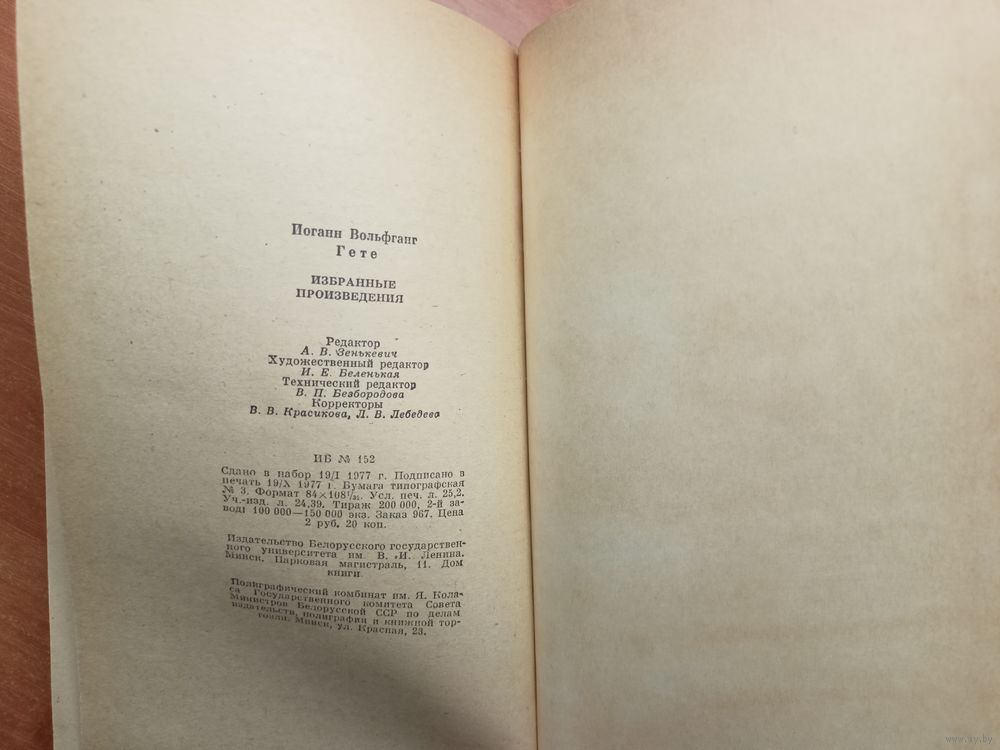 Иоганн Вольфганг
Гете
ИЗБРАННЫЕ
ПРОИЗВЕДЕНИЯ
Редактор
А. В. Зенькевич
Художественный редактор
И. Е. Беленькая
Технический редактор
В. П. Безбородова
Корректоры
В. В. Красикова, Л. В. Лебедева
ИБ № 152
Сдано в набор 19/I 1977 г. Подписано в
печать 19/X 1977 г. Бумага типографская
№ 3. Формат 84×108¹/₃₂. Усл. печ. л. 25,2.
Уч.-изд. л. 24,39. Тираж 200 000, 2-й за-
вод: 100 000—150 000 экз. Заказ 967. Цена
2 руб. 20 коп.
Издательство Белорусского государствен-
ного университета им. В. И. Ленина.
Минск, Парковая магистраль, 11. Дом
книги.
Полиграфический комбинат им. Я. Кола-
са Государственного комитета Совета
Министров Белорусской ССР по делам
издательств, полиграфии и книжной тор-
говли. Минск, ул. Красная, 23.
www.ay.by